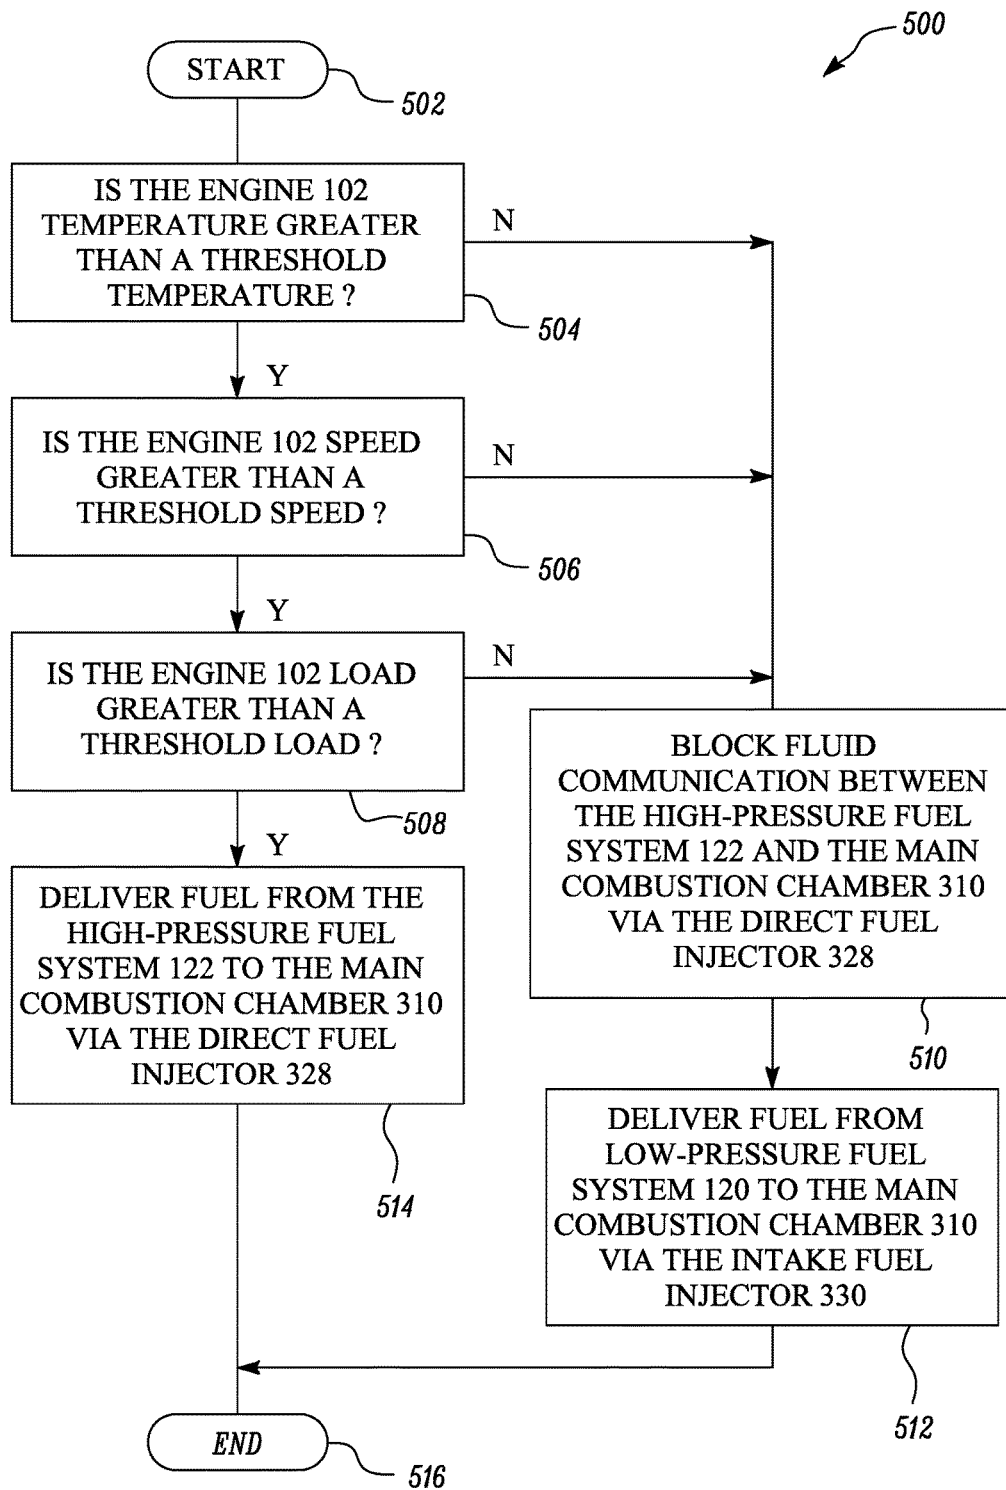 500
START
502
IS THE ENGINE 102
TEMPERATURE GREATER
THAN A THRESHOLD
TEMPERATURE ?
N
504
Y
IS THE ENGINE 102 SPEED
GREATER THAN A
THRESHOLD SPEED ?
N
506
Y
IS THE ENGINE 102 LOAD
GREATER THAN A
THRESHOLD LOAD ?
N
508
Y
DELIVER FUEL FROM THE
HIGH-PRESSURE FUEL
SYSTEM 122 TO THE MAIN
COMBUSTION CHAMBER 310
VIA THE DIRECT FUEL
INJECTOR 328
514
BLOCK FLUID
COMMUNICATION BETWEEN
THE HIGH-PRESSURE FUEL
SYSTEM 122 AND THE MAIN
COMBUSTION CHAMBER 310
VIA THE DIRECT FUEL
INJECTOR 328
510
DELIVER FUEL FROM
LOW-PRESSURE FUEL
SYSTEM 120 TO THE MAIN
COMBUSTION CHAMBER 310
VIA THE INTAKE FUEL
INJECTOR 330
512
END
516